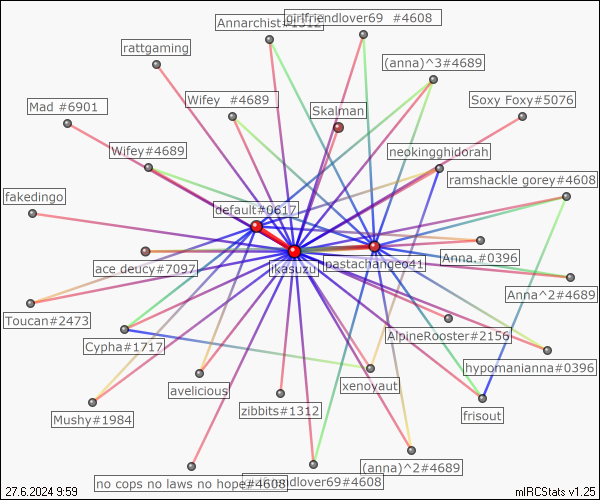 Annarchist#1312
girlfriendlover69 #4608
rattgaming
(anna)^3#4689
Wifey #4689
Skalman
Soxy Foxy#5076
Mad #6901
Wifey#4689
neokingghidorah
ramshackle gorey#4608
fakedingo
default#0617
ace deucy#7097
ikasuzu
pastachangeo41
Anna.#0396
Anna^2#4689
Toucan#2473
Cypha#1717
AlpineRooster#2156
hypomanianna#0396
avelicious
xenoyaut
Mushy#1984
zibbits#1312
frisout
(anna)^2#4689
no cops no laws no hope#4608
endlover69#4608
27.6.2024 9:59
mIRCStats v1.25